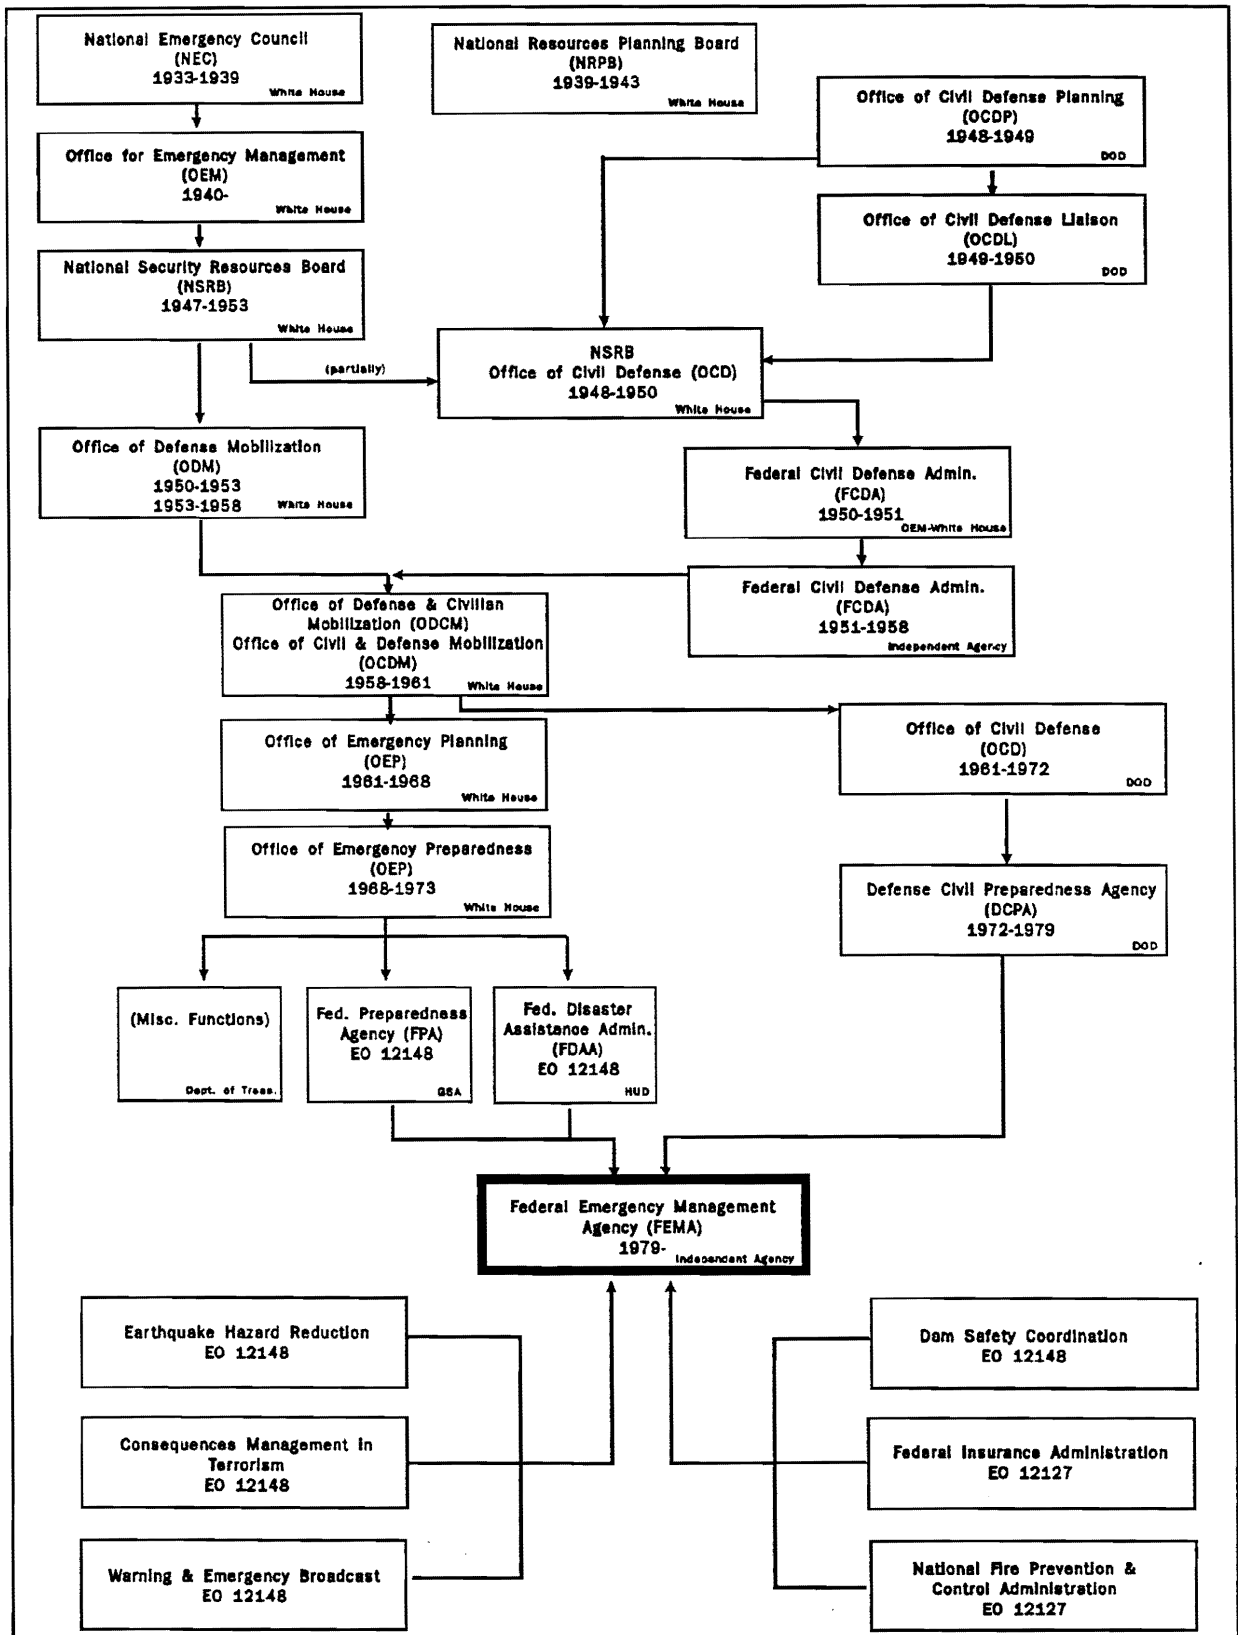 National Emergency Council
(NEC)
1933-1939
White House
National Resources Planning Board
(NRPB)
1939-1943
White House
Office of Civil Defense Planning
(OCDP)
1948-1949
DOD
Office for Emergency Management
(OEM)
1940-
White House
Office of Civil Defense Liaison
(OCDL)
1949-1950
DOD
National Security Resources Board
(NSRB)
1947-1953
White House
(partially)
NSRB
Office of Civil Defense (OCD)
1948-1950
White House
Office of Defense Mobilization
(ODM)
1950-1953
1953-1958
White House
Federal Civil Defense Admin.
(FCDA)
1950-1951
OEM-White House
Federal Civil Defense Admin.
(FCDA)
1951-1958
Independent Agency
Office of Defense & Civilian
Mobilization (ODCM)
Office of Civil & Defense Mobilization
(OCDM)
1958-1961
White House
Office of Emergency Planning
(OEP)
1961-1968
White House
Office of Civil Defense
(OCD)
1961-1972
DOD
Office of Emergency Preparedness
(OEP)
1968-1973
White House
Defense Civil Preparedness Agency
(DCPA)
1972-1979
DOD
(Misc. Functions)
Dept. of Treas.
Fed. Preparedness
Agency (FPA)
EO 12148
GSA
Fed. Disaster
Assistance Admin.
(FDAA)
EO 12148
HUD
Federal Emergency Management
Agency (FEMA)
1979-
Independent Agency
Earthquake Hazard Reduction
EO 12148
Dam Safety Coordination
EO 12148
Consequences Management in
Terrorism
EO 12148
Federal Insurance Administration
EO 12127
Warning & Emergency Broadcast
EO 12148
National Fire Prevention &
Control Administration
EO 12127